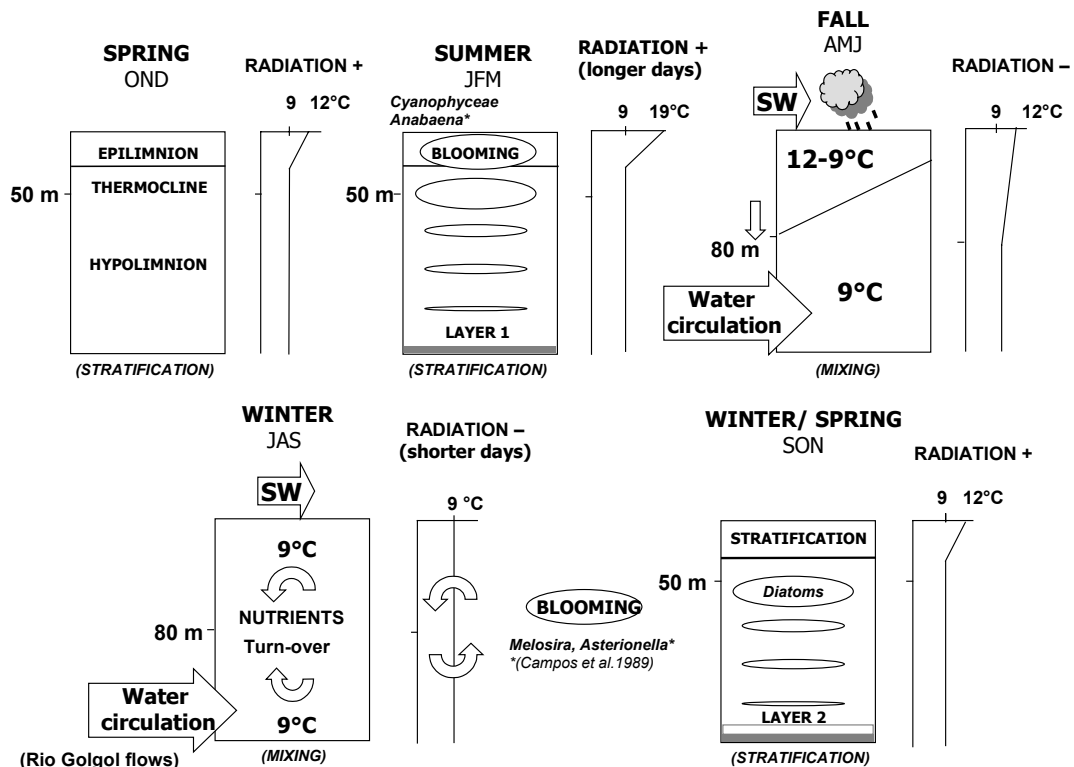 SPRING
OND
RADIATION +
9 12°C
EPILIMNION
50 m
THERMOCLINE
HYPOLIMNION
(STRATIFICATION)
SUMMER
JFM
Cyanophyceae
Anabaena*
RADIATION +
(longer days)
9 19°C
BLOOMING
50 m
LAYER 1
(STRATIFICATION)
FALL
AMJ
SW
RADIATION –
9 12°C
12-9°C
80 m
9°C
Water
circulation
(MIXING)
WINTER
JAS
SW
RADIATION –
(shorter days)
9 °C
9°C
NUTRIENTS
80 m
Turn-over
Water
circulation
9°C
(Rio Golgol flows)
(MIXING)
BLOOMING
Melosira, Asterionella*
*(Campos et al.1989)
WINTER/ SPRING
SON
RADIATION +
9 12°C
STRATIFICATION
50 m
Diatoms
LAYER 2
(STRATIFICATION)